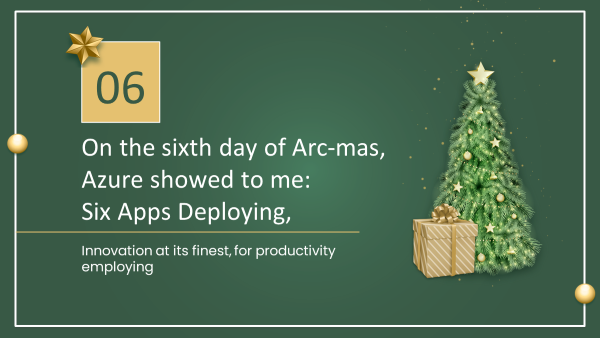 06
On the sixth day of Arc-mas,
Azure showed to me:
Six Apps Deploying,
Innovation at its finest, for productivity
employing